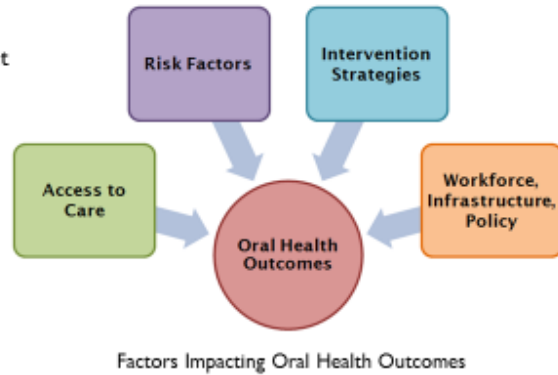 Risk Factors
Intervention
Strategies
Access to
Care
Workforce,
Infrastructure,
Policy
Oral Health
Outcomes
Factors Impacting Oral Health Outcomes